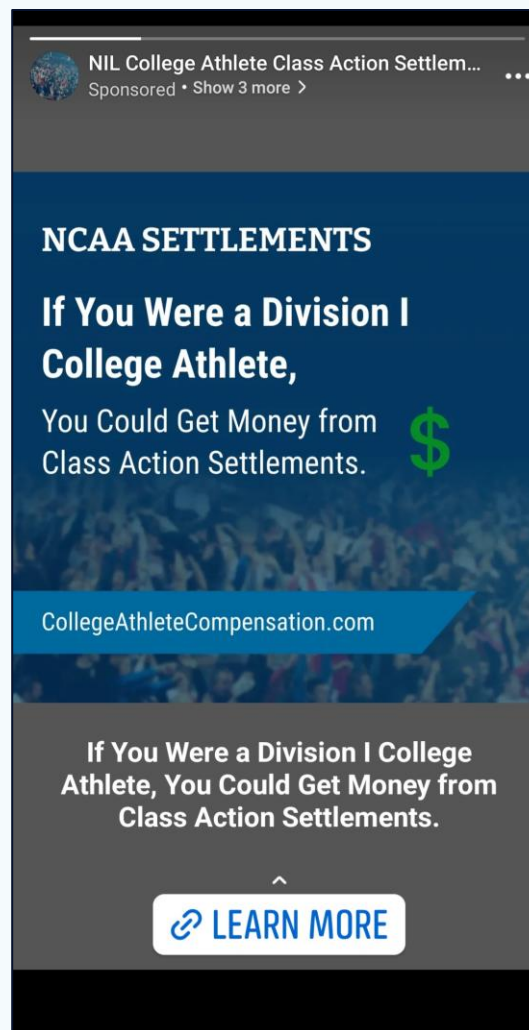 NIL College Athlete Class Action Settlem...
Sponsored • Show 3 more >
NCAA SETTLEMENTS
If You Were a Division I
College Athlete,
You Could Get Money from
Class Action Settlements.
$
CollegeAthleteCompensation.com
If You Were a Division I College
Athlete, You Could Get Money from
Class Action Settlements.
LEARN MORE